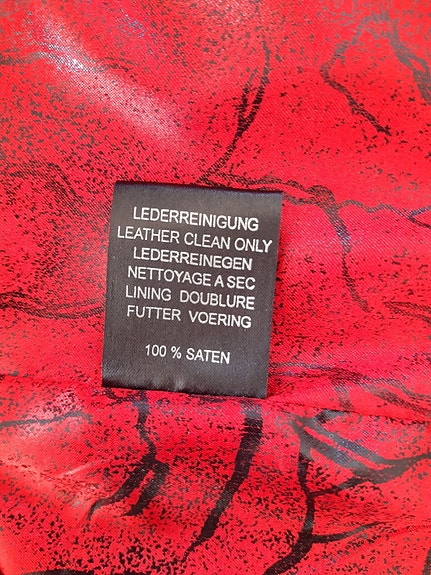 LEDERREINIGUNG
LEATHER CLEAN ONLY
LEDERREINEGEN
NETTOYAGE A SEC
LINING DOUBLURE
FUTTER VOERING
100 % SATEN